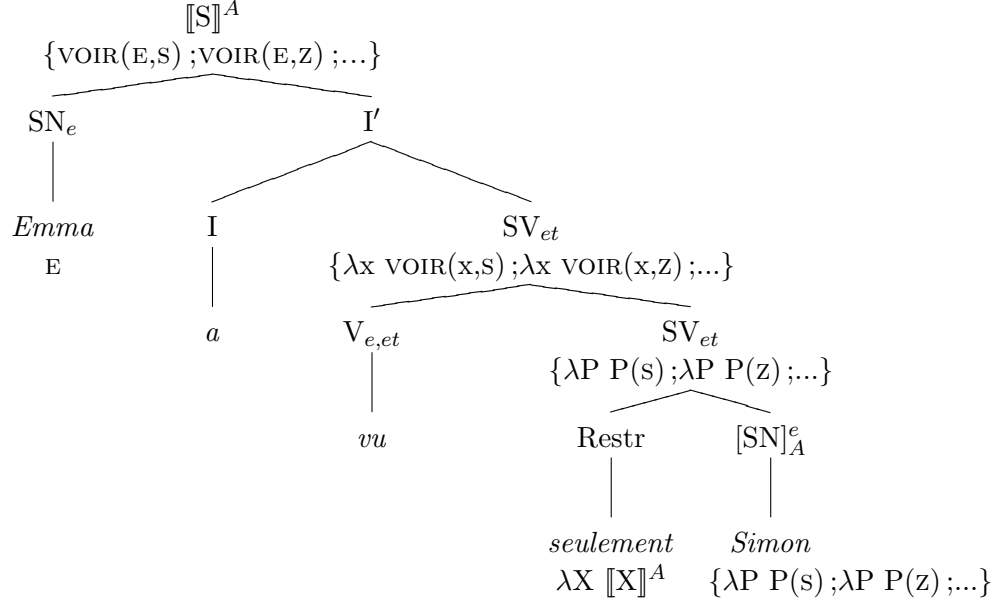 ⟦S⟧^A
{VOIR(E,S) ;VOIR(E,Z) ;...}
SN_e I′
Emma I SV_et
E {λx VOIR(x,S) ;λx VOIR(x,Z) ;...}
a V_e,et SV_et
{λP P(S) ;λP P(Z) ;...}
vu Restr [SN]^e_A
seulement Simon
λX ⟦X⟧^A {λP P(S) ;λP P(Z) ;...}